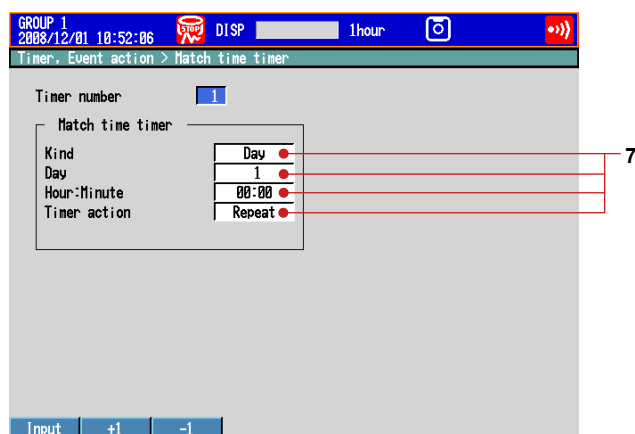 GROUP 1
2008/12/01 10:52:06 STOP DISP 1hour
Timer, Event action > Match time timer
Timer number 1
Match time timer
Kind Day 7
Day 1
Hour:Minute 00:00
Timer action Repeat
Input +1 -1